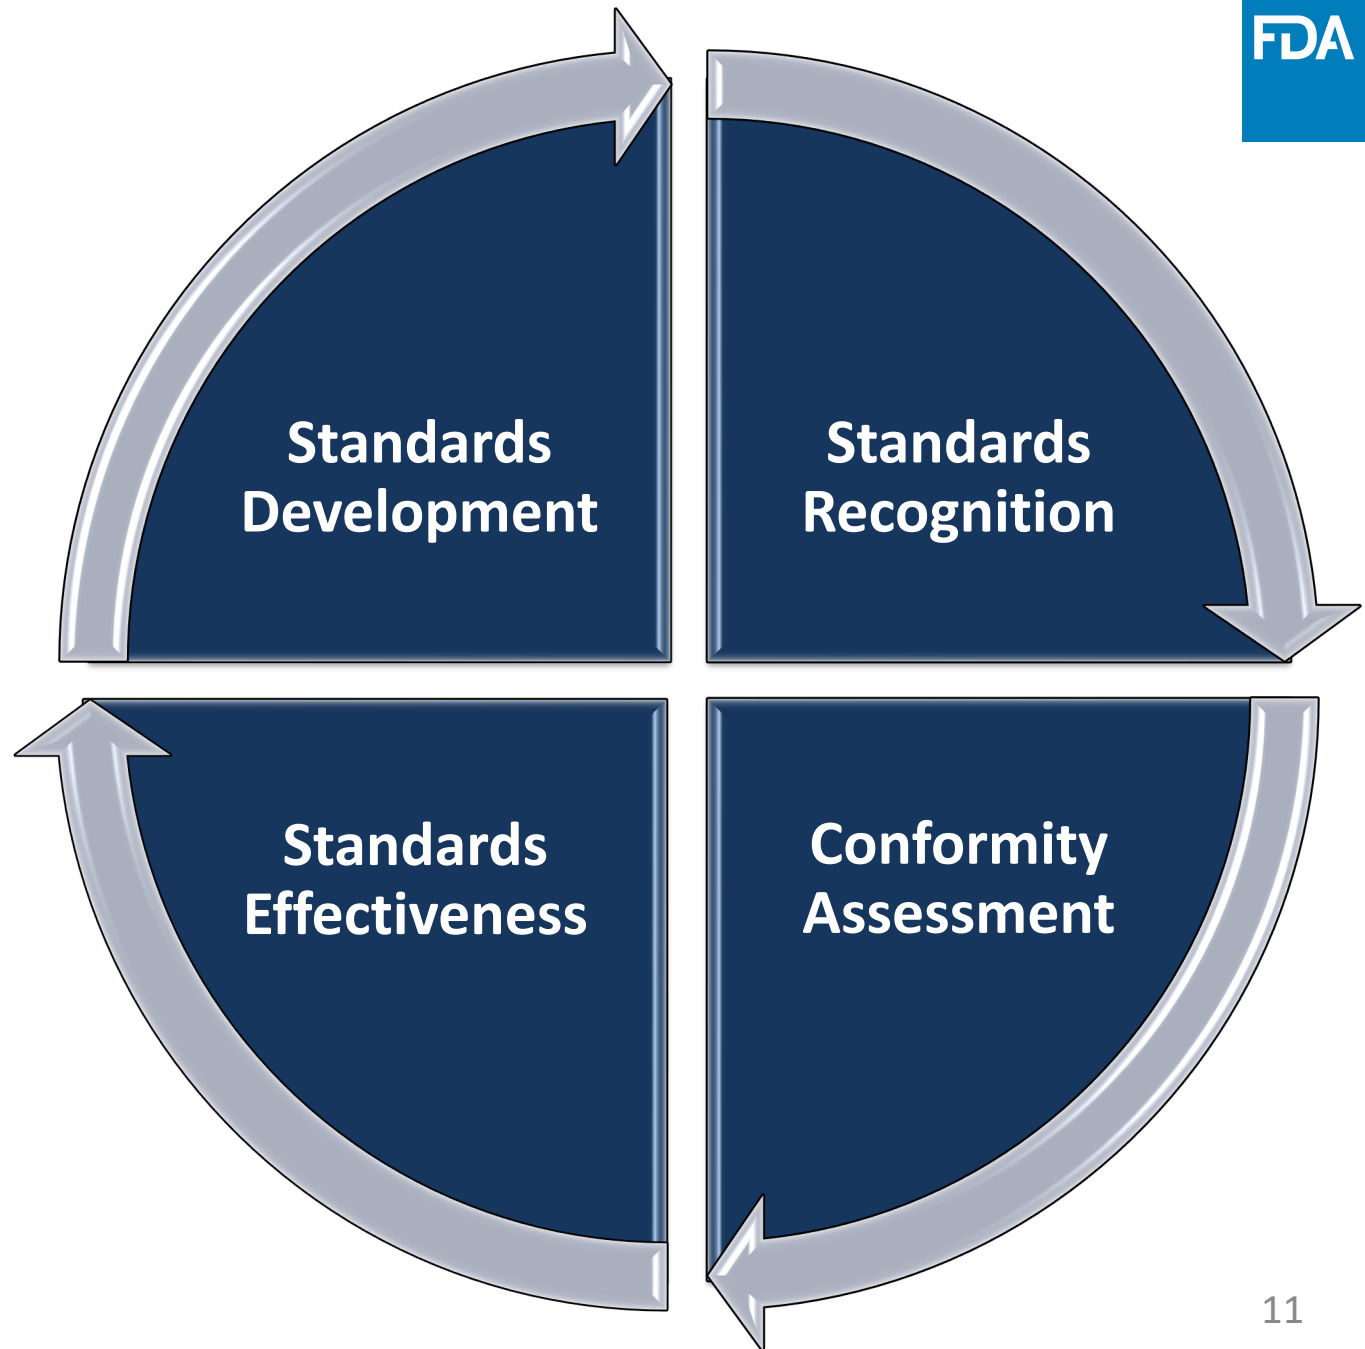 FDA
Standards
Development
Standards
Recognition
Standards
Effectiveness
Conformity
Assessment
11